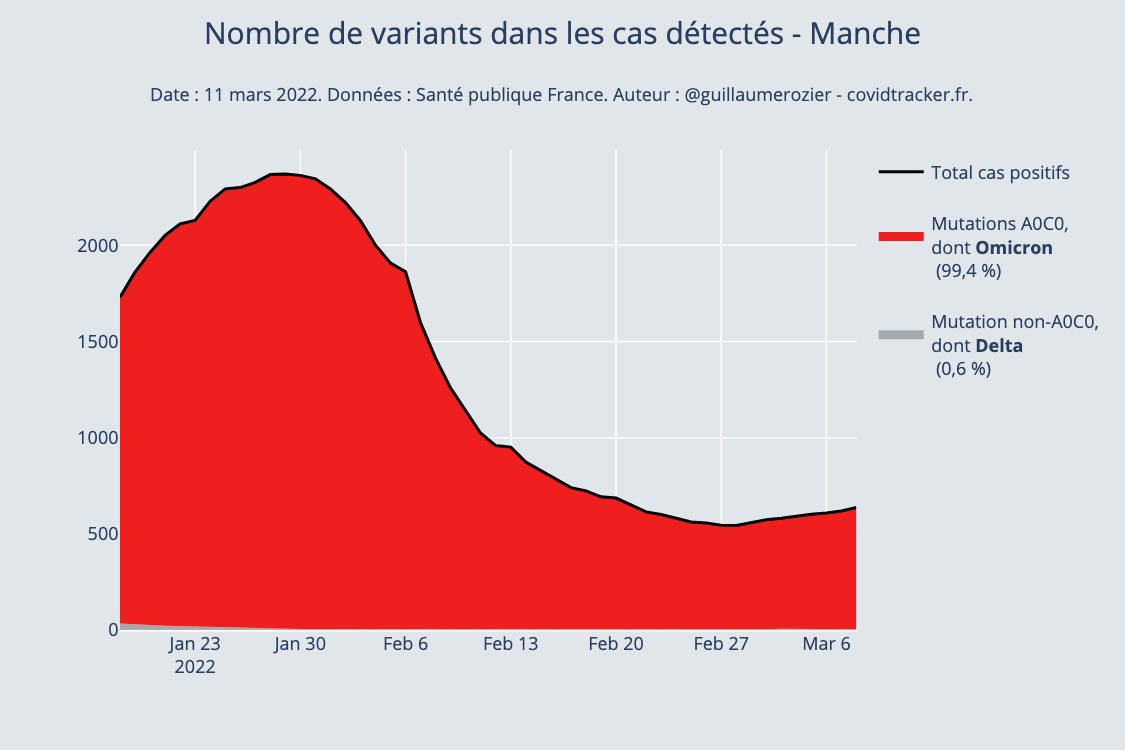 Nombre de variants dans les cas détectés - Manche
Date : 11 mars 2022. Données : Santé publique France. Auteur : @guillaumerozier - covidtracker.fr.
Total cas positifs
Mutations A0C0,
dont Omicron
(99,4 %)
Mutation non-A0C0,
dont Delta
(0,6 %)
2000
1500
1000
500
0
Jan 23
2022
Jan 30
Feb 6
Feb 13
Feb 20
Feb 27
Mar 6